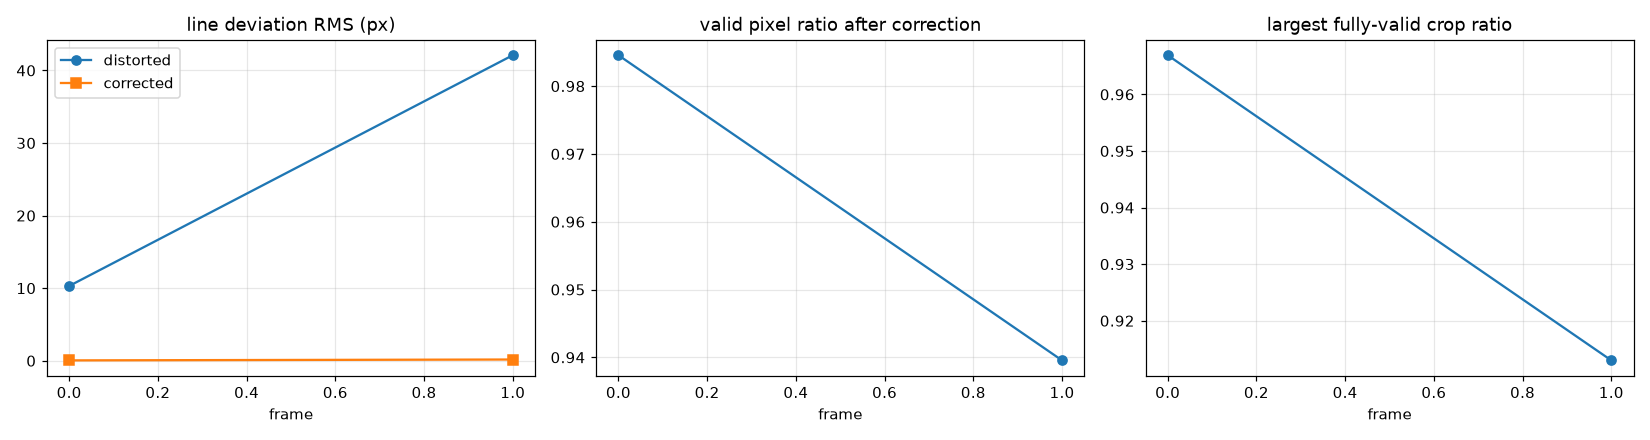 line deviation RMS (px)
distorted
corrected
40
30
20
10
0
0.0 0.2 0.4 0.6 0.8 1.0
frame
valid pixel ratio after correction
0.98
0.97
0.96
0.95
0.94
0.0 0.2 0.4 0.6 0.8 1.0
frame
largest fully-valid crop ratio
0.96
0.95
0.94
0.93
0.92
0.0 0.2 0.4 0.6 0.8 1.0
frame